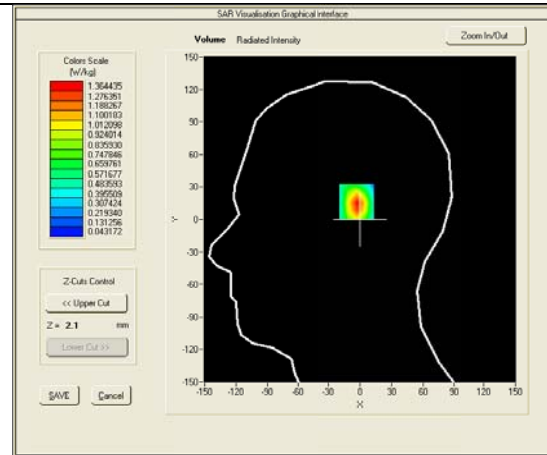 SAR Visualisation Graphical interface
Volume Radiated Intensity
Zoom In/Out
Colors Scale
(W/kg)
1.364435
1.276351
1.188267
1.100183
1.012098
0.924014
0.835930
0.747846
0.659761
0.571677
0.483593
0.395509
0.307424
0.219340
0.131256
0.043172
Z-Cuts Control
<< Upper Cut
Z = 2.1 mm
Lower Cut >>
SAVE Cancel
150
120
90
60
30
0
-30
-60
-90
-120
-150
Y
-150 -120 -90 -60 -30 0 30 60 90 120 150
X